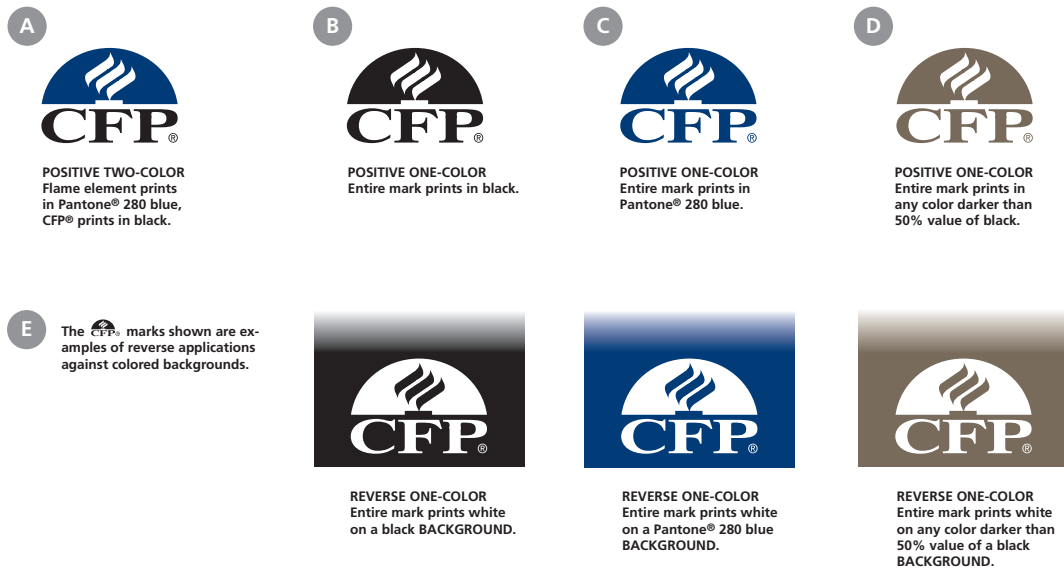 A
CFP®
POSITIVE TWO-COLOR
Flame element prints
in Pantone® 280 blue,
CFP® prints in black.
B
CFP®
POSITIVE ONE-COLOR
Entire mark prints in black.
C
CFP®
POSITIVE ONE-COLOR
Entire mark prints in
Pantone® 280 blue.
D
CFP®
POSITIVE ONE-COLOR
Entire mark prints in
any color darker than
50% value of black.
E
The CFP® marks shown are ex-
amples of reverse applications
against colored backgrounds.
CFP®
REVERSE ONE-COLOR
Entire mark prints white
on a black BACKGROUND.
CFP®
REVERSE ONE-COLOR
Entire mark prints white
on a Pantone® 280 blue
BACKGROUND.
CFP®
REVERSE ONE-COLOR
Entire mark prints white
on any color darker than
50% value of a black
BACKGROUND.